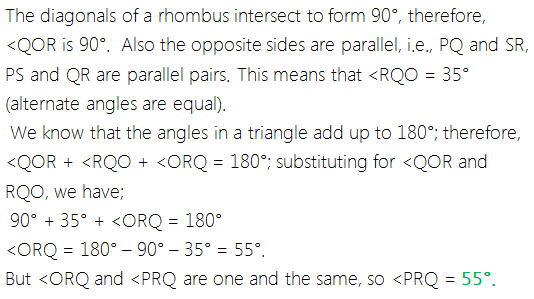 The diagonals of a rhombus intersect to form 90°, therefore,
<QOR is 90°.  Also the opposite sides are parallel, i.e., PQ and SR,
PS and QR are parallel pairs. This means that <RQO = 35°
(alternate angles are equal).
We know that the angles in a triangle add up to 180°; therefore,
<QOR + <RQO + <ORQ = 180°; substituting for <QOR and
RQO, we have;
90° + 35° + <ORQ = 180°
<ORQ = 180° – 90° – 35° = 55°.
But <ORQ and <PRQ are one and the same, so <PRQ = 55°.